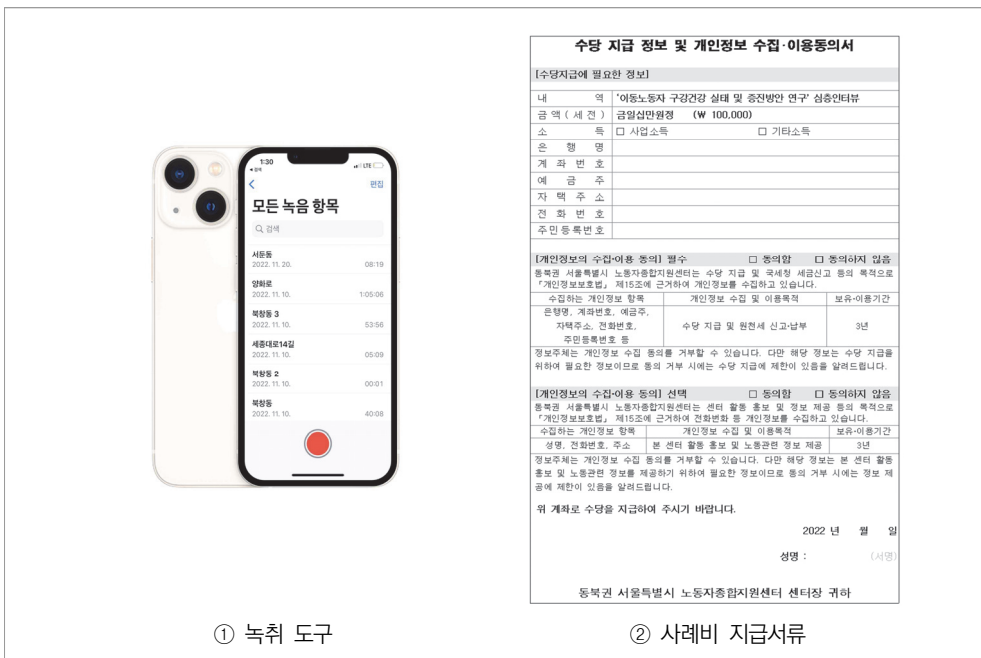 1:30
◀ 검색
LTE
편집
모든 녹음 항목
검색
서둔동
2022. 11. 20.
08:19
양화로
2022. 11. 10.
1:05:06
북창동 3
2022. 11. 10.
53:56
세종대로14길
2022. 11. 10.
05:09
북창동 2
2022. 11. 10.
00:01
북창동
2022. 11. 10.
40:08
① 녹취 도구
수당 지급 정보 및 개인정보 수집·이용동의서
[수당지급에 필요한 정보]
내 역 '이동노동자 구강건강 실태 및 증진방안 연구' 심층인터뷰
금 액 ( 세 전 ) 금일십만원정 (₩ 100,000)
소 득 □ 사업소득 □ 기타소득
은 행 명
계 좌 번 호
예 금 주
자 택 주 소
전 화 번 호
주민등록번호
[개인정보의 수집·이용 동의] 필수 □ 동의함 □ 동의하지 않음
동북권 서울특별시 노동자종합지원센터는 수당 지급 및 국세청 세금신고 등의 목적으로
「개인정보보호법」 제15조에 근거하여 개인정보를 수집하고 있습니다.
수집하는 개인정보 항목 개인정보 수집 및 이용목적 보유·이용기간
은행명, 계좌번호, 예금주,
자택주소, 전화번호, 수당 지급 및 원천세 신고·납부 3년
주민등록번호 등
정보주체는 개인정보 수집 동의를 거부할 수 있습니다. 다만 해당 정보는 수당 지급을
위하여 필요한 정보이므로 동의 거부 시에는 수당 지급에 제한이 있음을 알려드립니다.
[개인정보의 수집·이용 동의] 선택 □ 동의함 □ 동의하지 않음
동북권 서울특별시 노동자종합지원센터는 센터 활동 홍보 및 정보 제공 등의 목적으로
「개인정보보호법」 제15조에 근거하여 전화번화 등 개인정보를 수집하고 있습니다.
수집하는 개인정보 항목 개인정보 수집 및 이용목적 보유·이용기간
성명, 전화번호, 주소 본 센터 활동 홍보 및 노동관련 정보 제공 3년
정보주체는 개인정보 수집 동의를 거부할 수 있습니다. 다만 해당 정보는 본 센터 활동
홍보 및 노동관련 정보를 제공하기 위하여 필요한 정보이므로 동의 거부 시에는 정보 제
공에 제한이 있음을 알려드립니다.
위 계좌로 수당을 지급하여 주시기 바랍니다.
2022 년 월 일
성명 : (서명)
동북권 서울특별시 노동자종합지원센터 센터장 귀하
② 사례비 지급서류